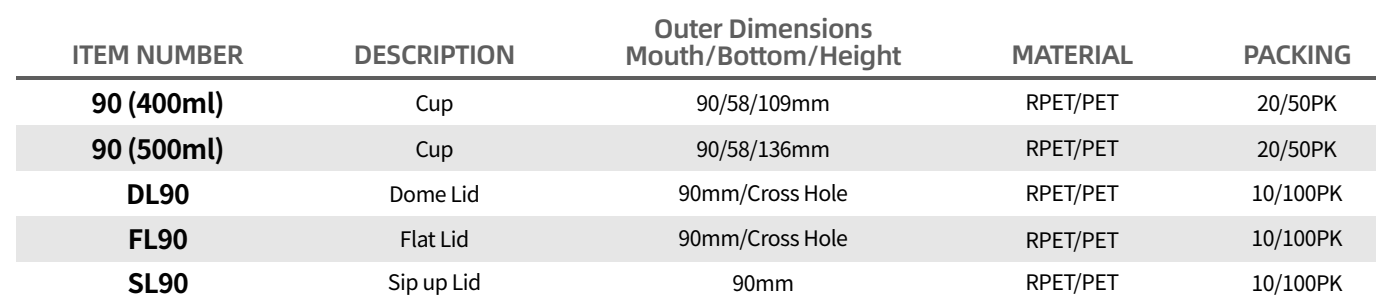 ITEM NUMBER DESCRIPTION Outer Dimensions Mouth/Bottom/Height MATERIAL PACKING
90 (400ml) Cup 90/58/109mm RPET/PET 20/50PK
90 (500ml) Cup 90/58/136mm RPET/PET 20/50PK
DL90 Dome Lid 90mm/Cross Hole RPET/PET 10/100PK
FL90 Flat Lid 90mm/Cross Hole RPET/PET 10/100PK
SL90 Sip up Lid 90mm RPET/PET 10/100PK